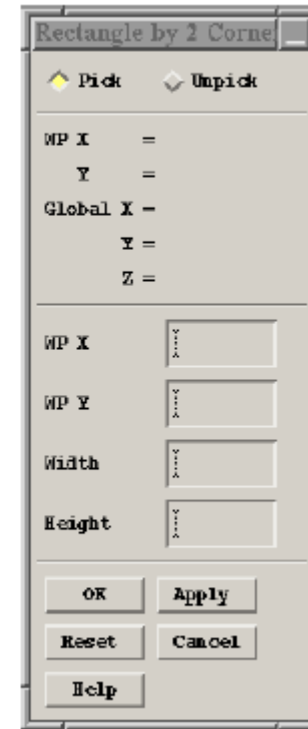 Rectangle by 2 Corne
Pick Unpick
WP X =
Y =
Global X =
Y =
Z =
WP X
WP Y
Width
Height
OK Apply
Reset Cancel
Help